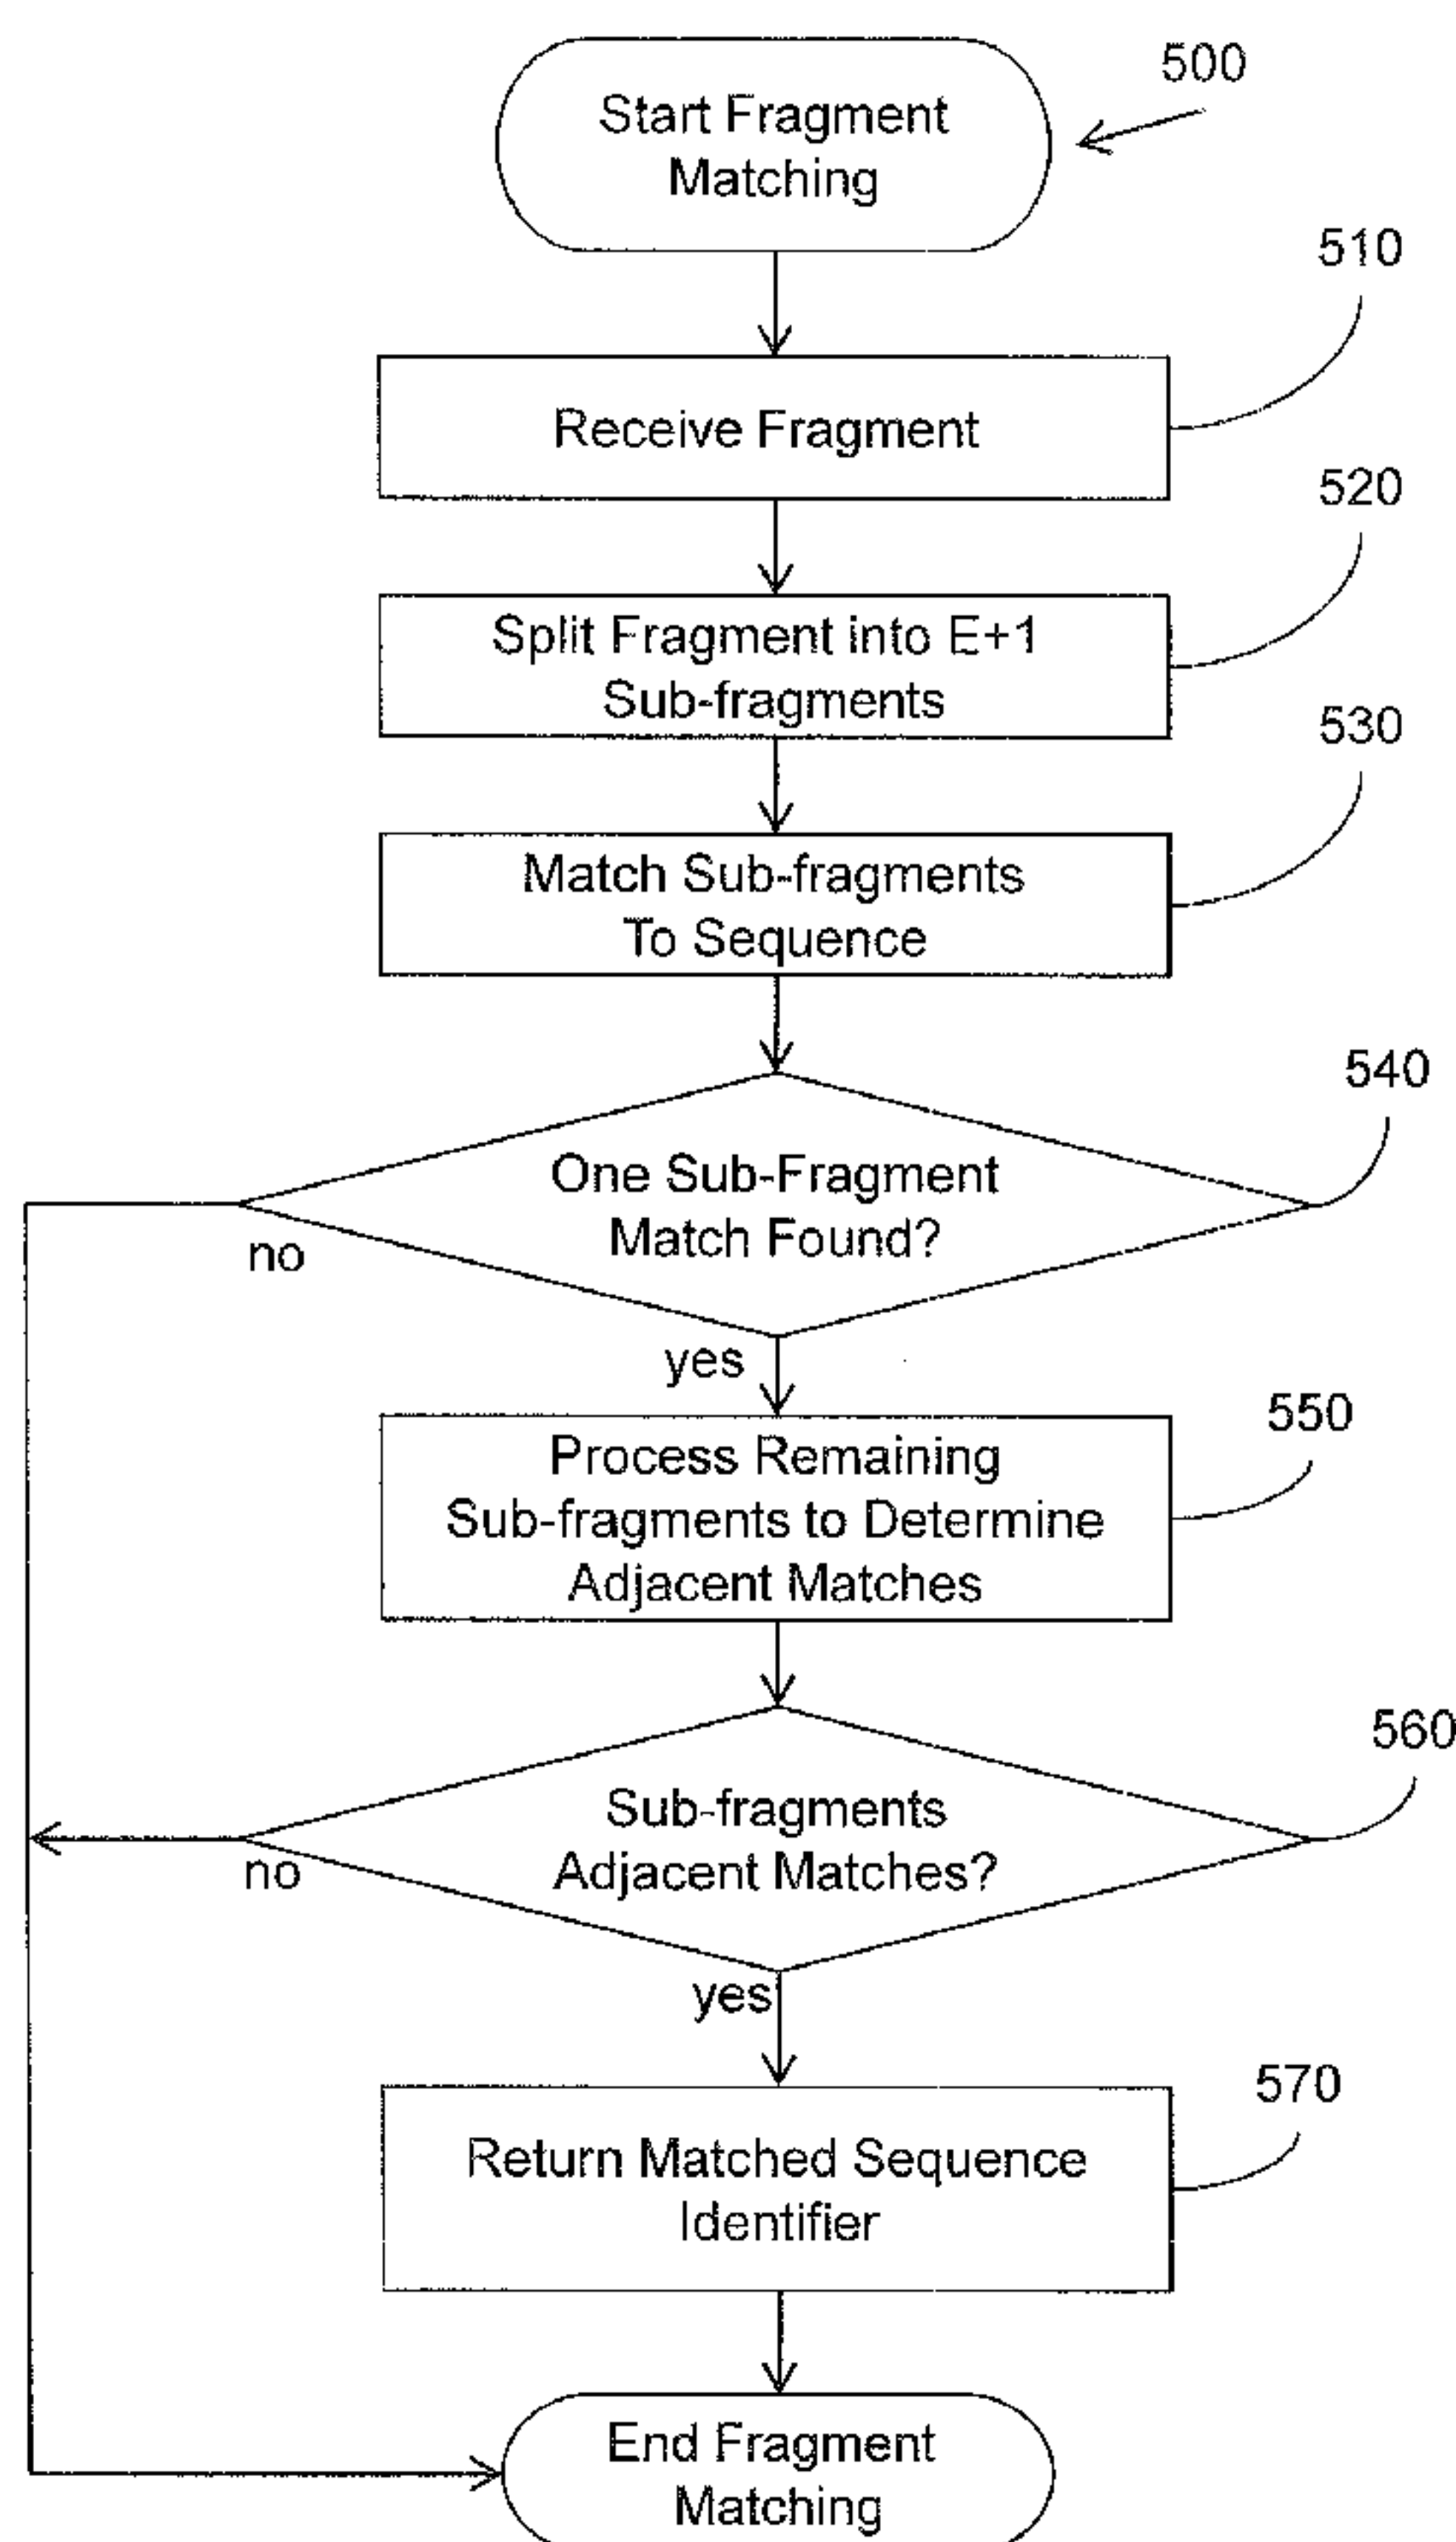 Start Fragment
Matching
500
510
Receive Fragment
520
Split Fragment into E+1
Sub-fragments
530
Match Sub-fragments
To Sequence
540
One Sub-Fragment
Match Found?
no
yes
550
Process Remaining
Sub-fragments to Determine
Adjacent Matches
560
Sub-fragments
Adjacent Matches?
no
yes
570
Return Matched Sequence
Identifier
End Fragment
Matching